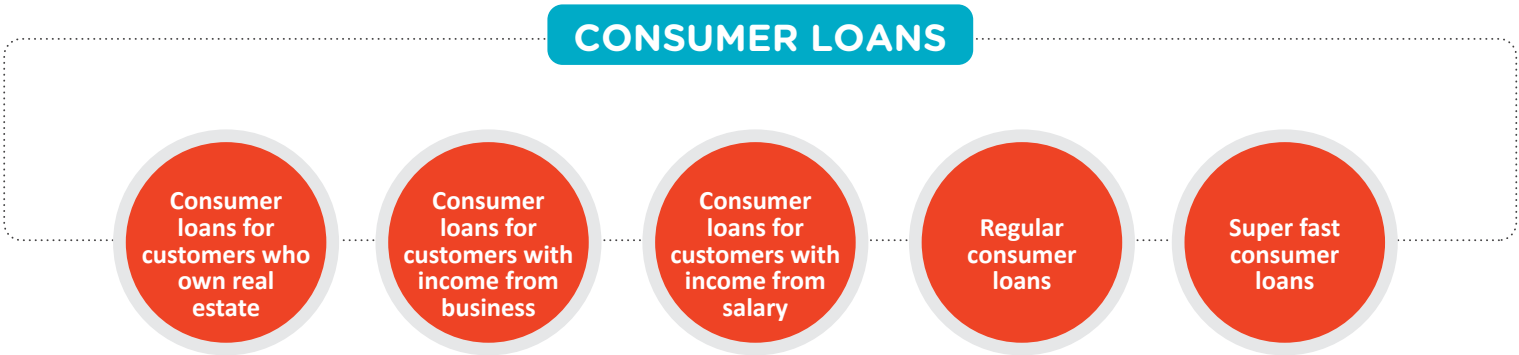 CONSUMER LOANS
Consumer
loans for
customers who
own real
estate
Consumer
loans for
customers with
income from
business
Consumer
loans for
customers with
income from
salary
Regular
consumer
loans
Super fast
consumer
loans